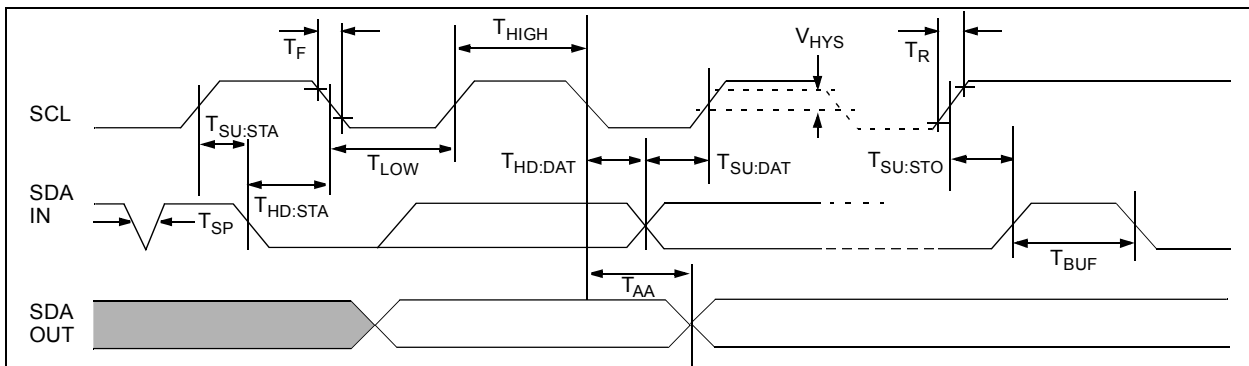 T_HIGH
V_HYS
T_F
T_R
SCL
T_SU:STA
T_LOW
T_HD:DAT
T_SU:DAT
T_SU:STO
SDA
IN
T_SP
T_HD:STA
T_BUF
T_AA
SDA
OUT